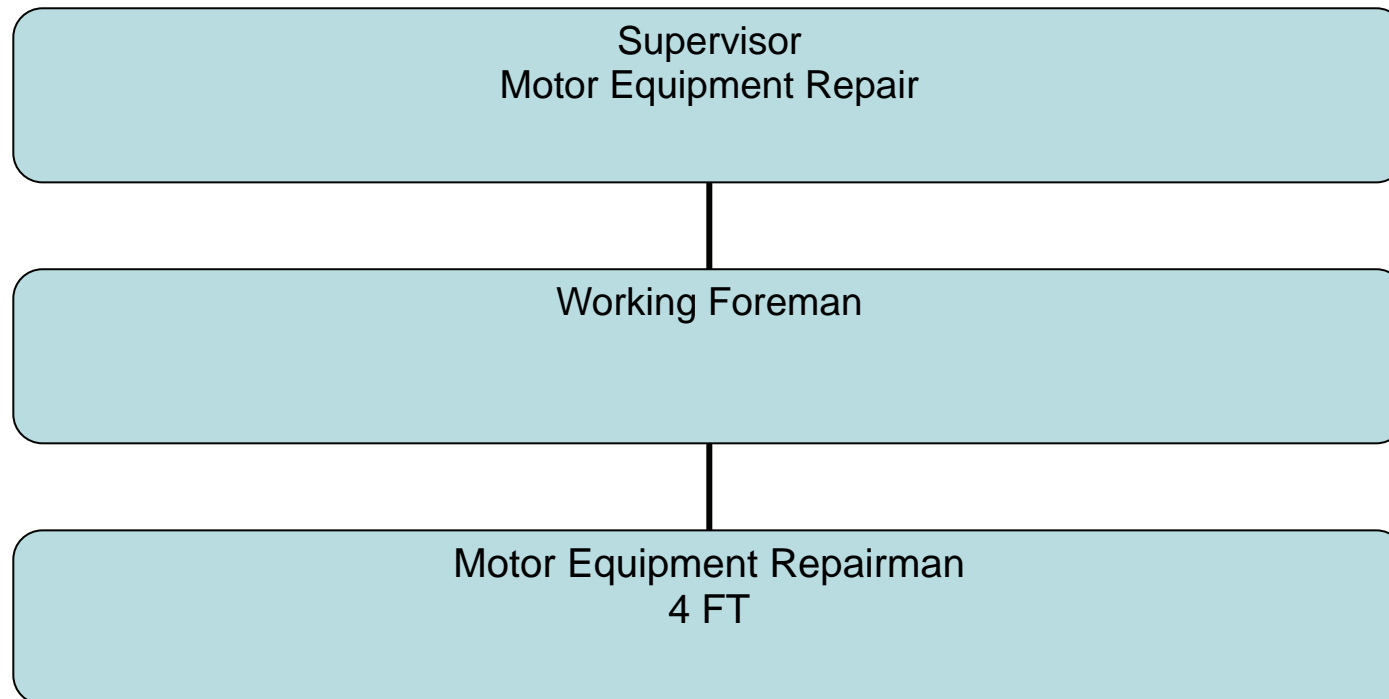 Supervisor
Motor Equipment Repair
Working Foreman
Motor Equipment Repairman
4 FT